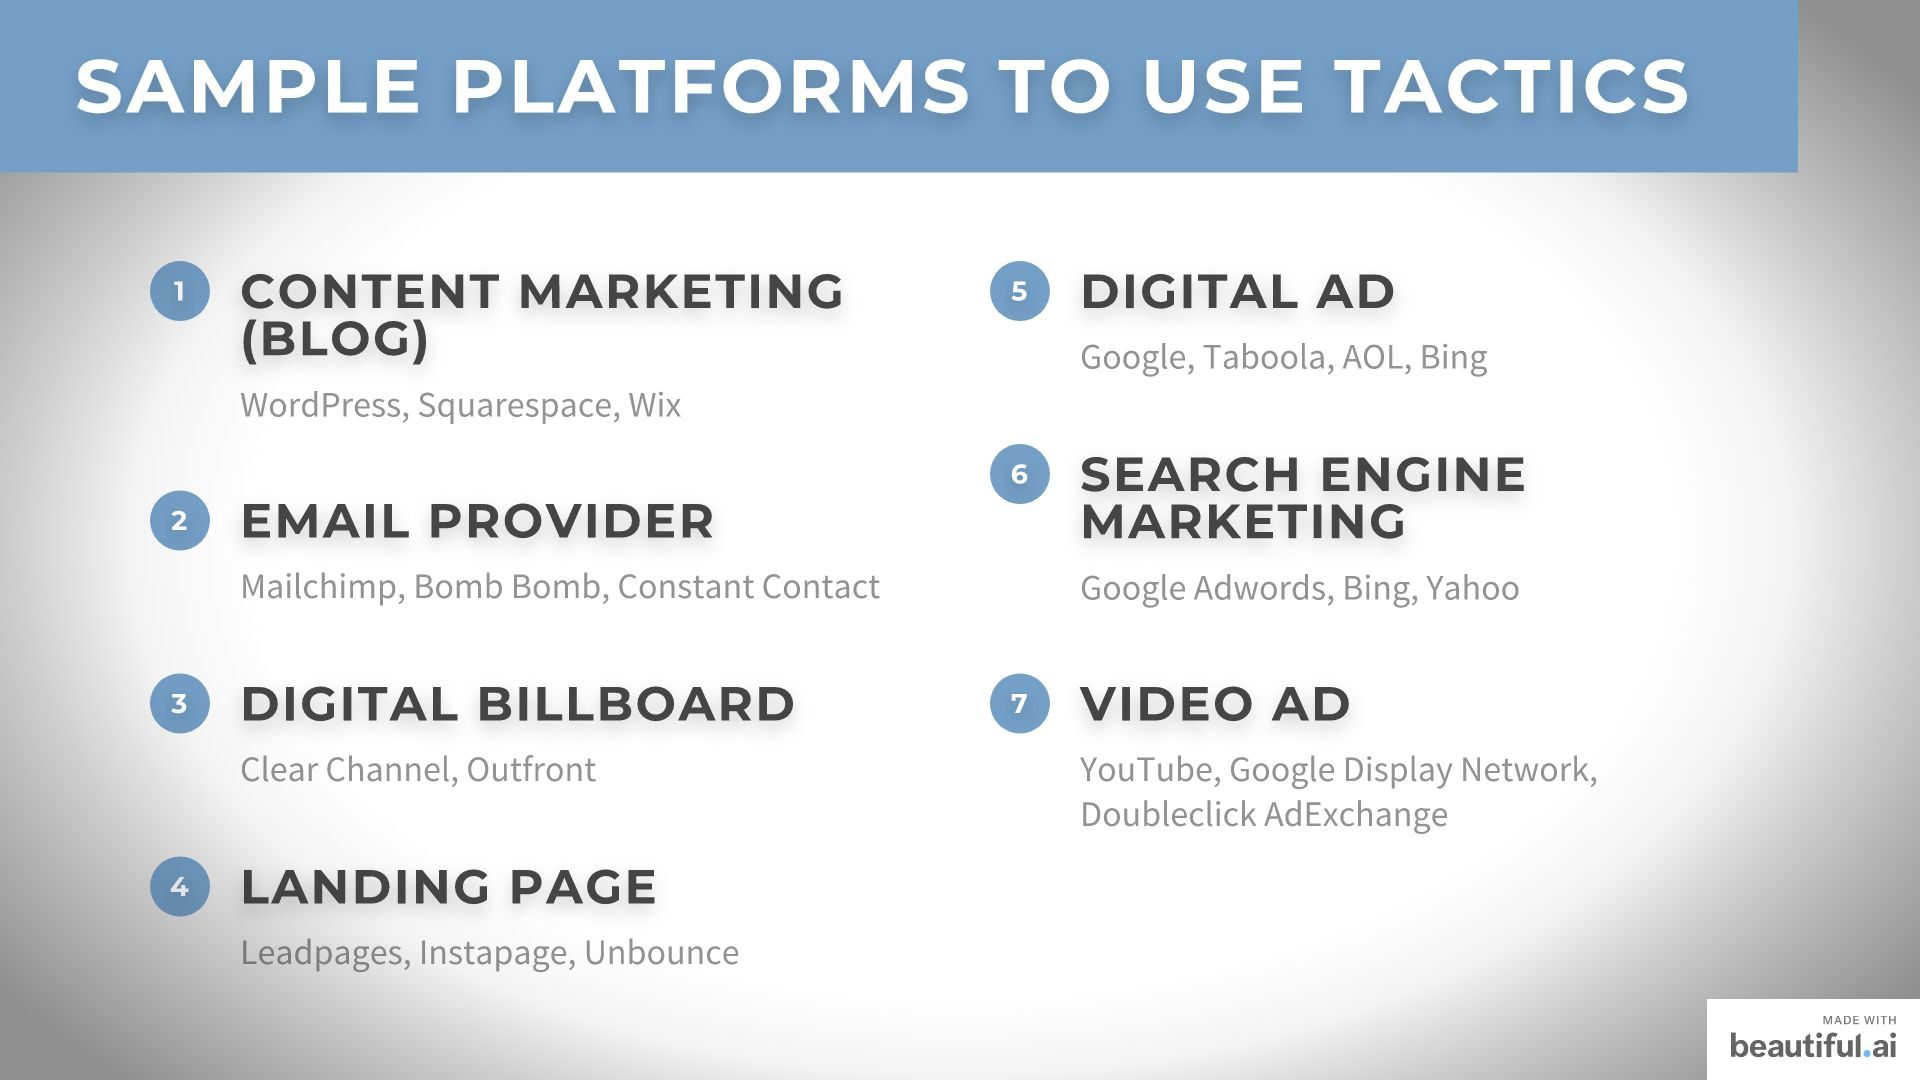 SAMPLE PLATFORMS TO USE TACTICS
1
CONTENT MARKETING
(BLOG)
WordPress, Squarespace, Wix
2
EMAIL PROVIDER
Mailchimp, Bomb Bomb, Constant Contact
3
DIGITAL BILLBOARD
Clear Channel, Outfront
4
LANDING PAGE
Leadpages, Instapage, Unbounce
5
DIGITAL AD
Google, Taboola, AOL, Bing
6
SEARCH ENGINE
MARKETING
Google Adwords, Bing, Yahoo
7
VIDEO AD
YouTube, Google Display Network,
Doubleclick AdExchange
MADE WITH
beautiful.ai